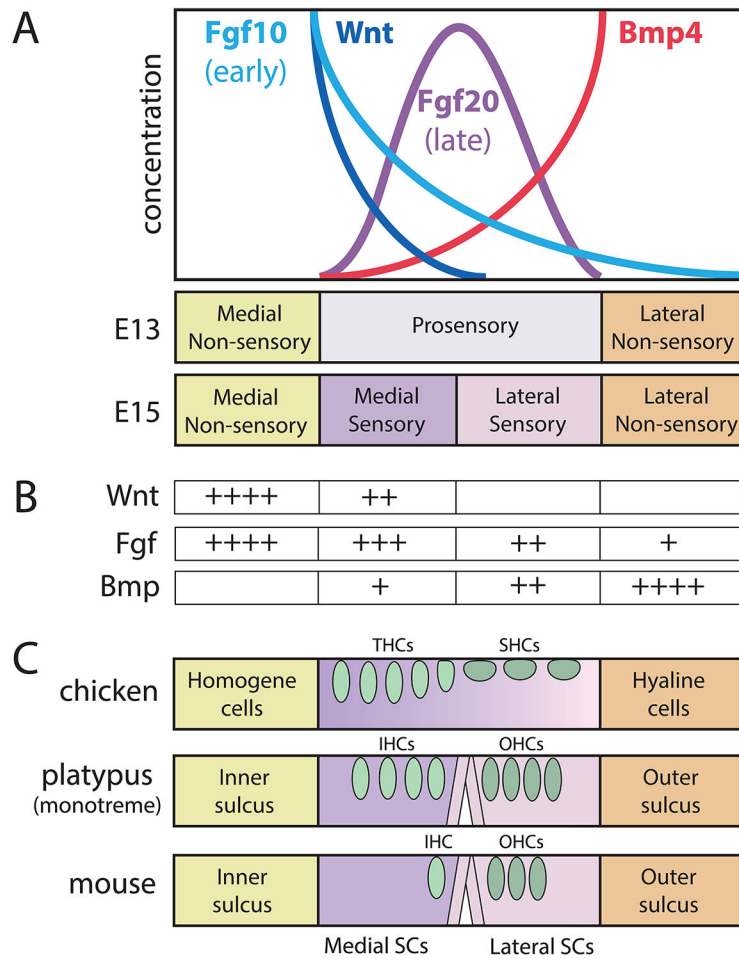 A
Fgf10
(early)
Wnt
Bmp4
Fgf20
(late)
concentration
E13
Medial
Non-sensory
Prosensory
Lateral
Non-sensory
E15
Medial
Non-sensory
Medial
Sensory
Lateral
Sensory
Lateral
Non-sensory
B
Wnt ++++ ++
Fgf ++++ +++ ++ +
Bmp + ++ ++++
C
THCs SHCs
chicken
Homogene
cells
Hyaline
cells
IHCs OHCs
platypus
(monotreme)
Inner
sulcus
Outer
sulcus
IHC OHCs
mouse
Inner
sulcus
Outer
sulcus
Medial SCs Lateral SCs